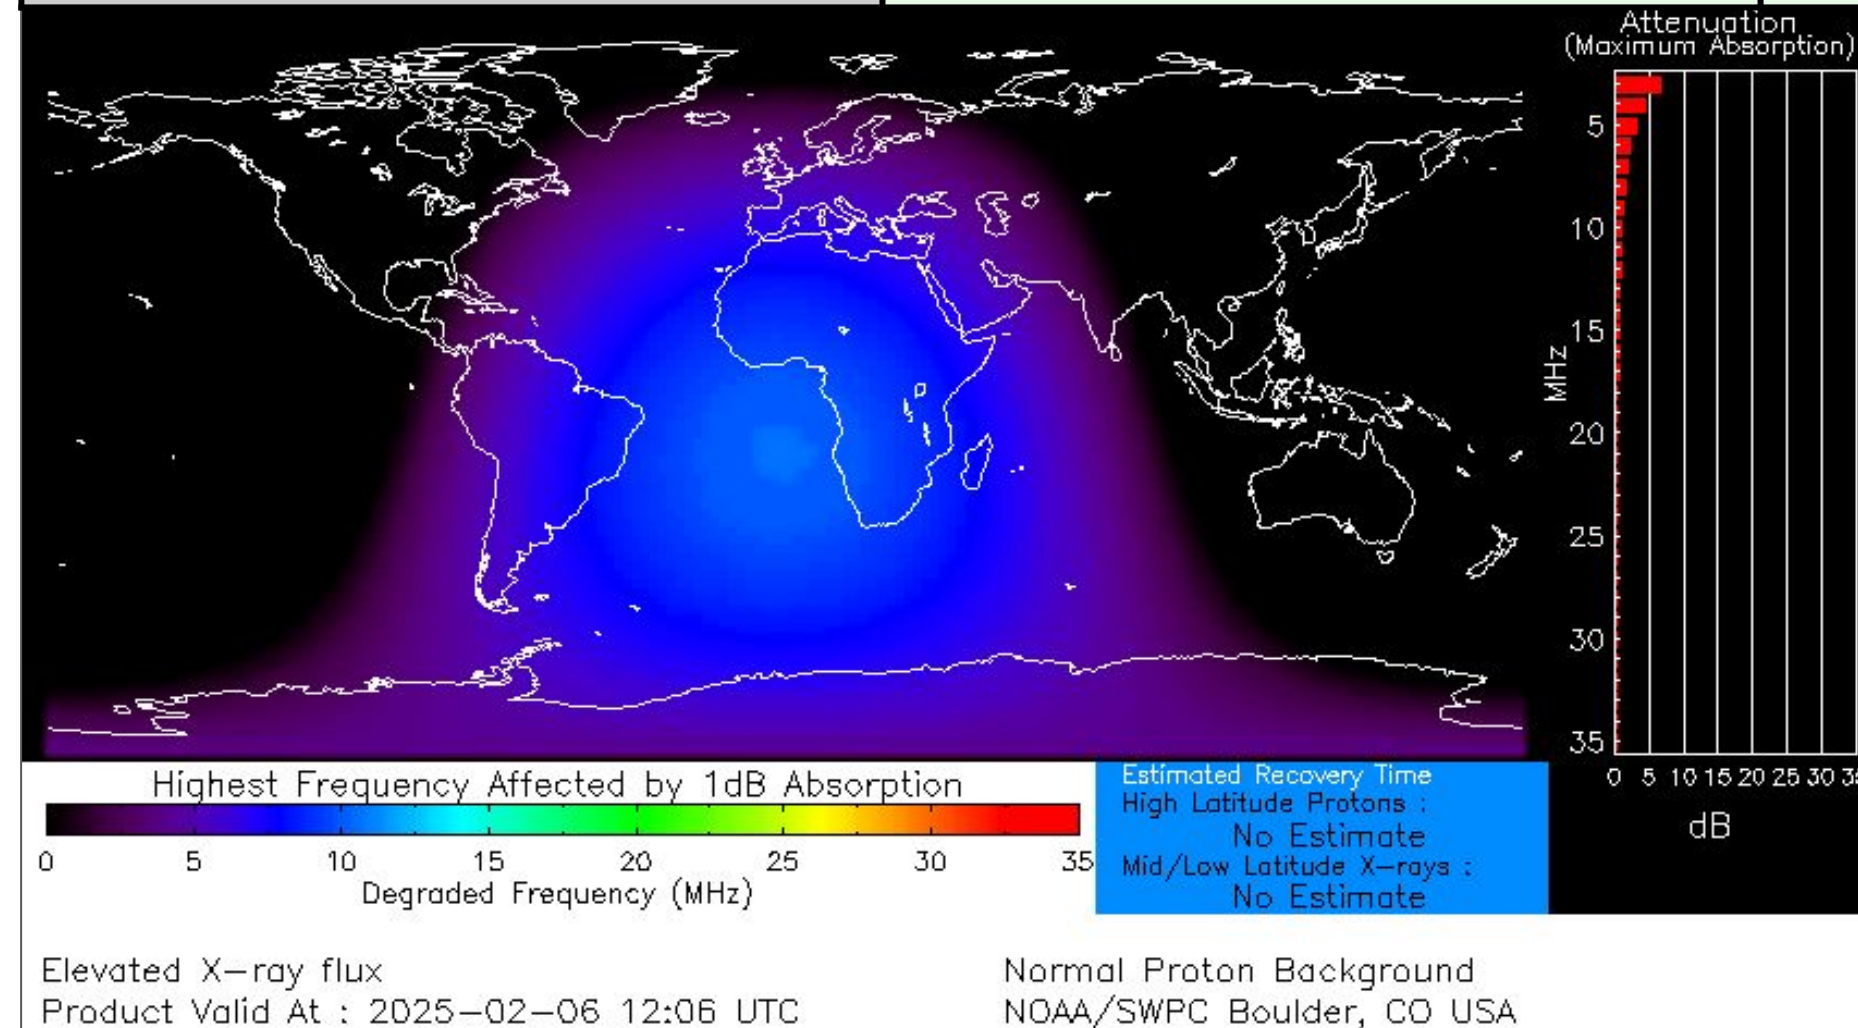 Attenuation
(Maximum Absorption)
5
10
15
20
25
30
35
MHz
0 5 10 15 20 25 30
dB
Highest Frequency Affected by 1dB Absorption
0 5 10 15 20 25 30 35
Degraded Frequency (MHz)
Estimated Recovery Time
High Latitude Protons :
No Estimate
Mid/Low Latitude X-rays :
No Estimate
Elevated X-ray flux
Product Valid At : 2025-02-06 12:06 UTC
Normal Proton Background
NOAA/SWPC Boulder, CO USA